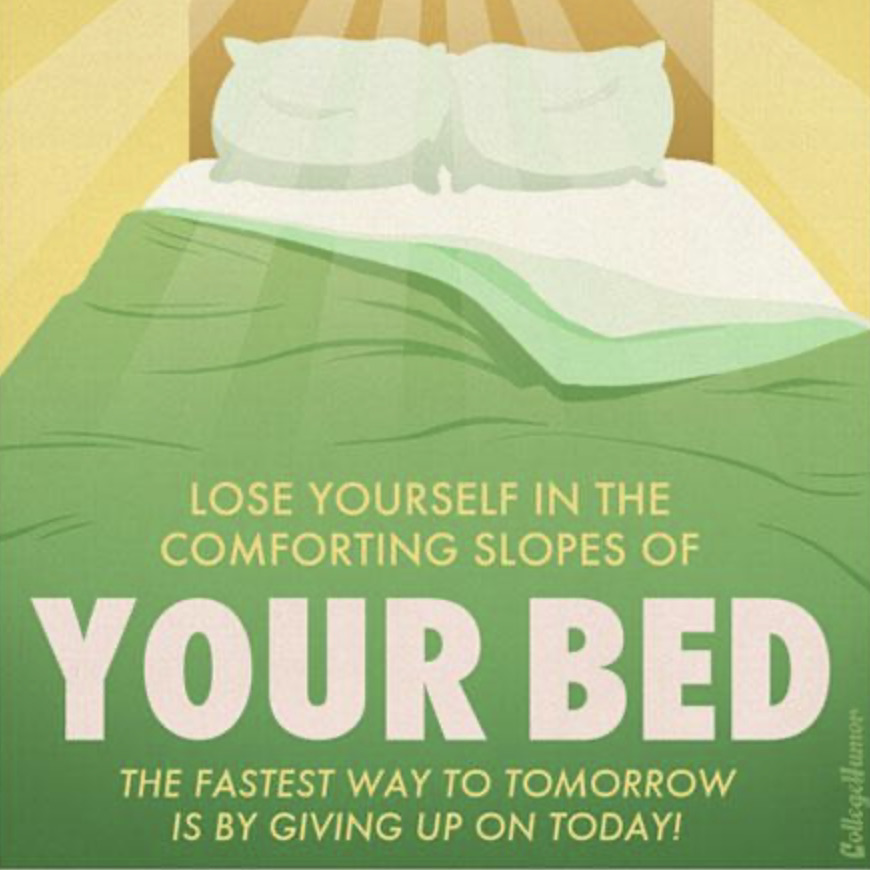 LOSE YOURSELF IN THE
COMFORTING SLOPES OF
YOUR BED
THE FASTEST WAY TO TOMORROW
IS BY GIVING UP ON TODAY!
CollegeHumor